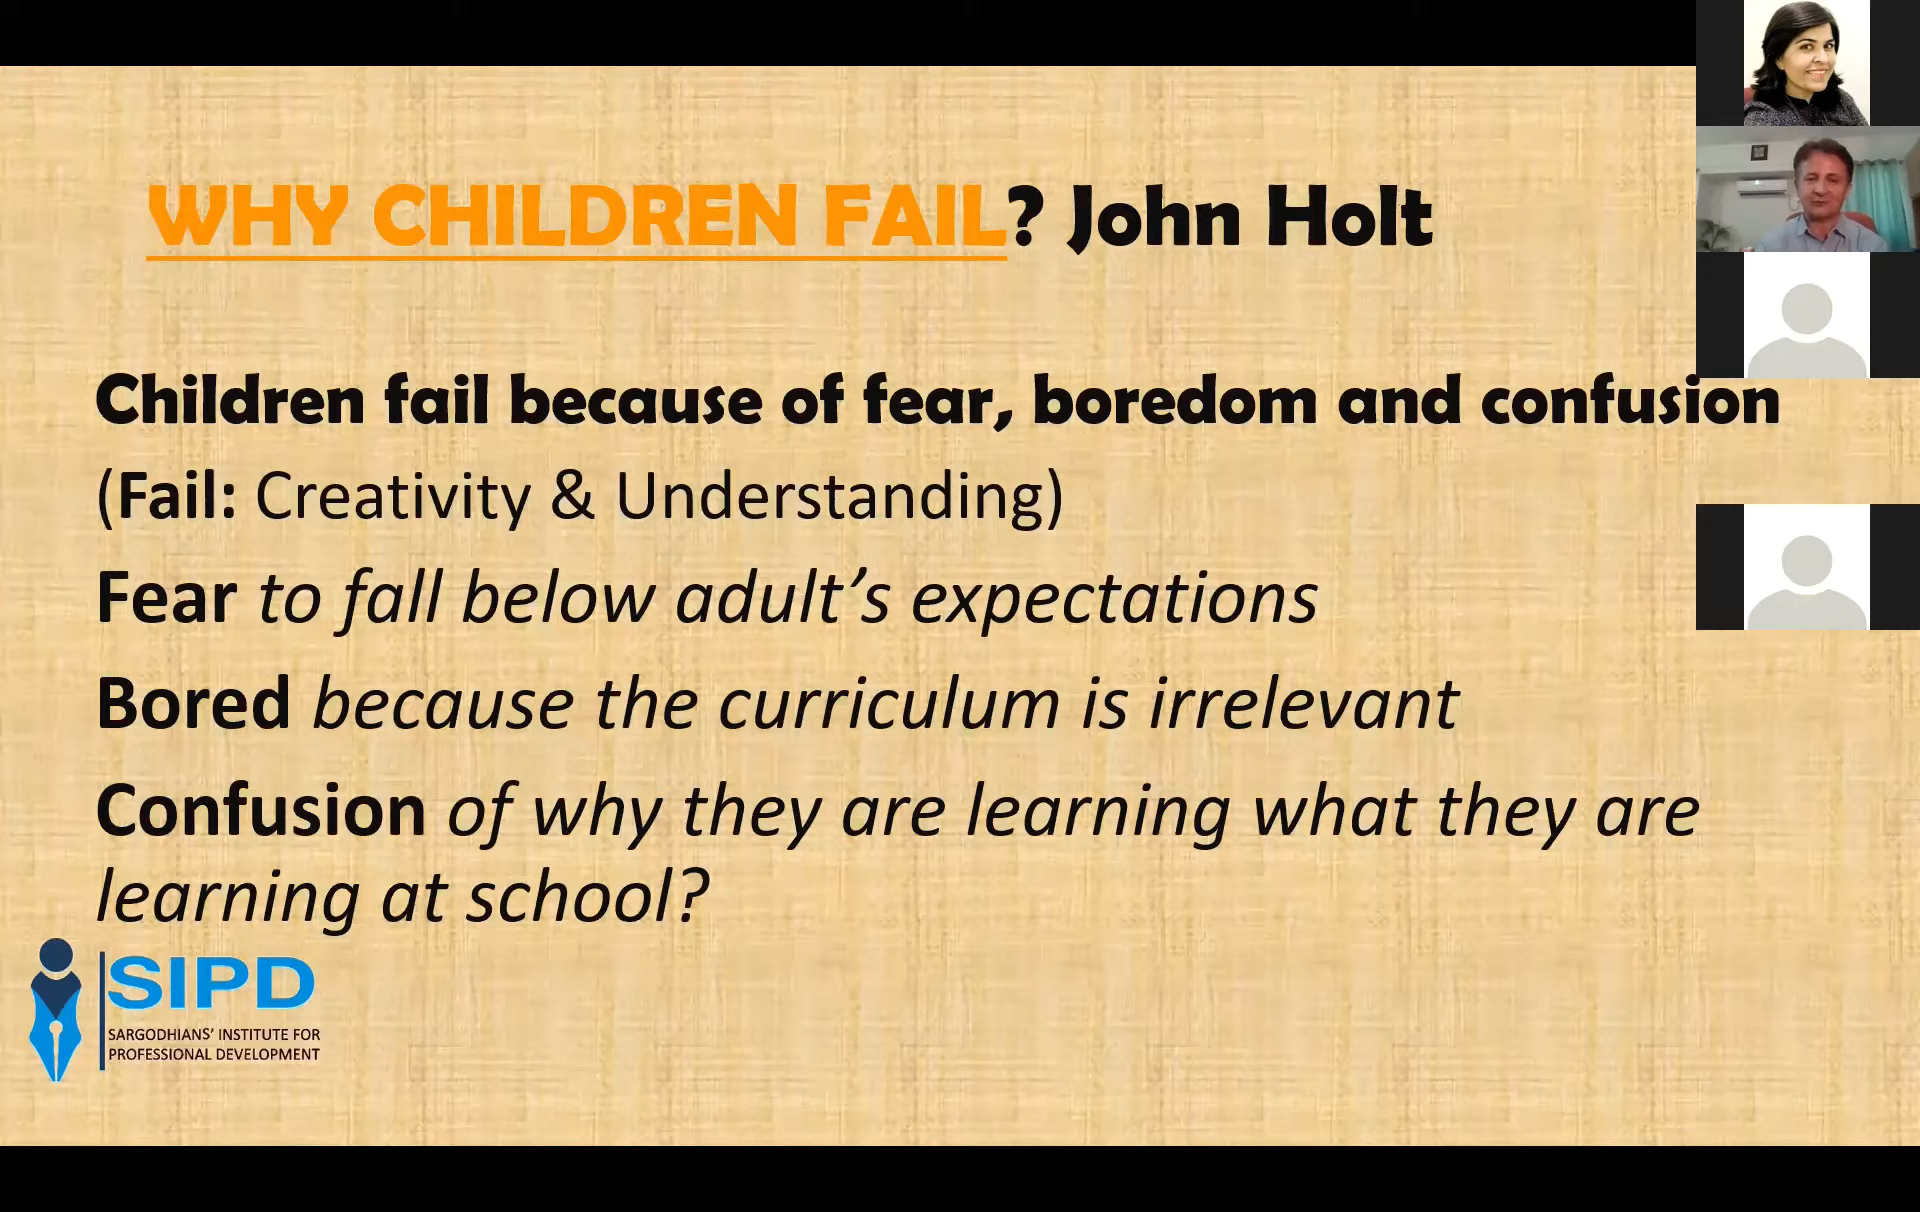 WHY CHILDREN FAIL? John Holt
Children fail because of fear, boredom and confusion
(Fail: Creativity & Understanding)
Fear to fall below adult’s expectations
Bored because the curriculum is irrelevant
Confusion of why they are learning what they are
learning at school?
SIPD
SARGODHIANS’ INSTITUTE FOR
PROFESSIONAL DEVELOPMENT